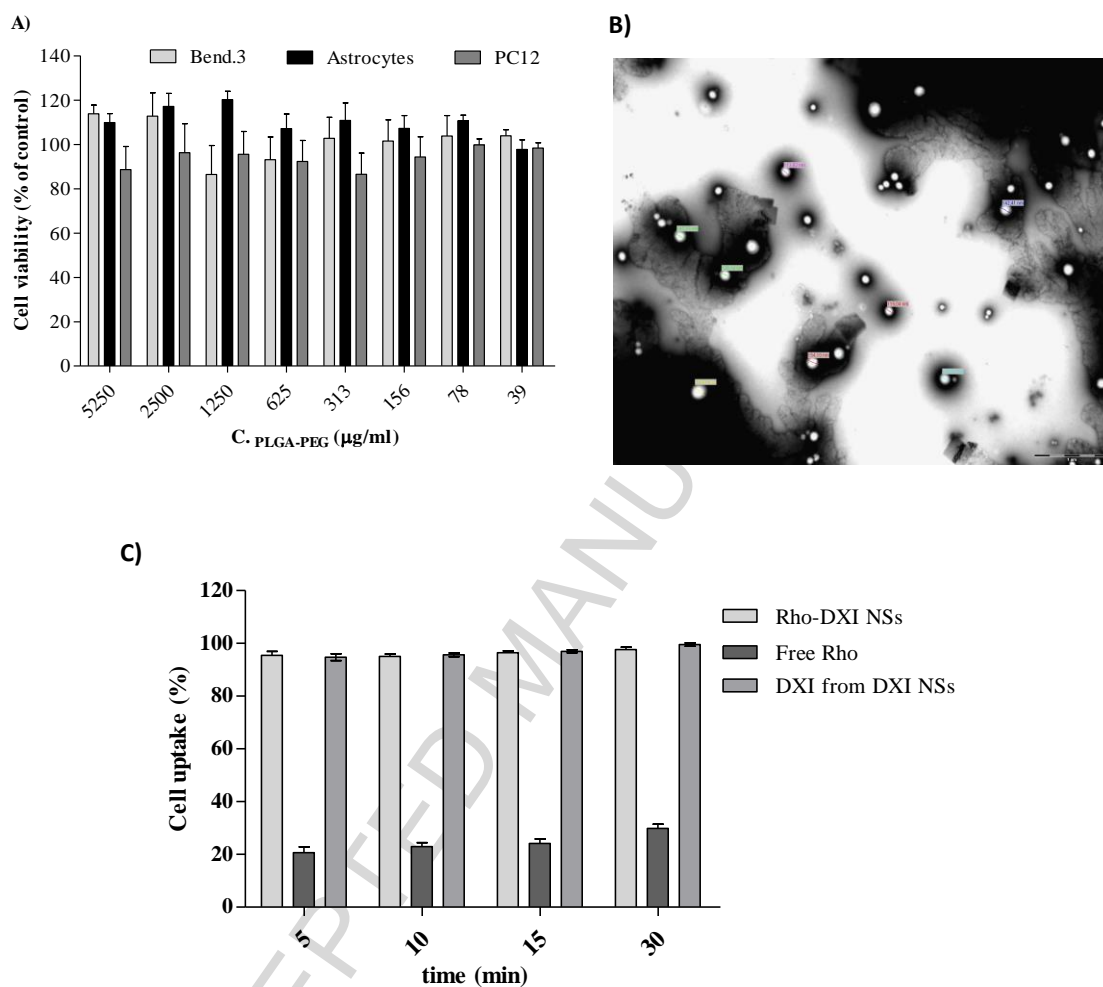 A)
Bend.3 Astrocytes PC12
140
120
100
80
60
40
20
0
Cell viability (% of control)
5250 2500 1250 625 313 156 78 39
C. PLGA-PEG (μg/ml)
B)
C)
120
100
80
60
40
20
0
Cell uptake (%)
Rho-DXI NSs
Free Rho
DXI from DXI NSs
5 10 15 30
time (min)
EPTED MANU